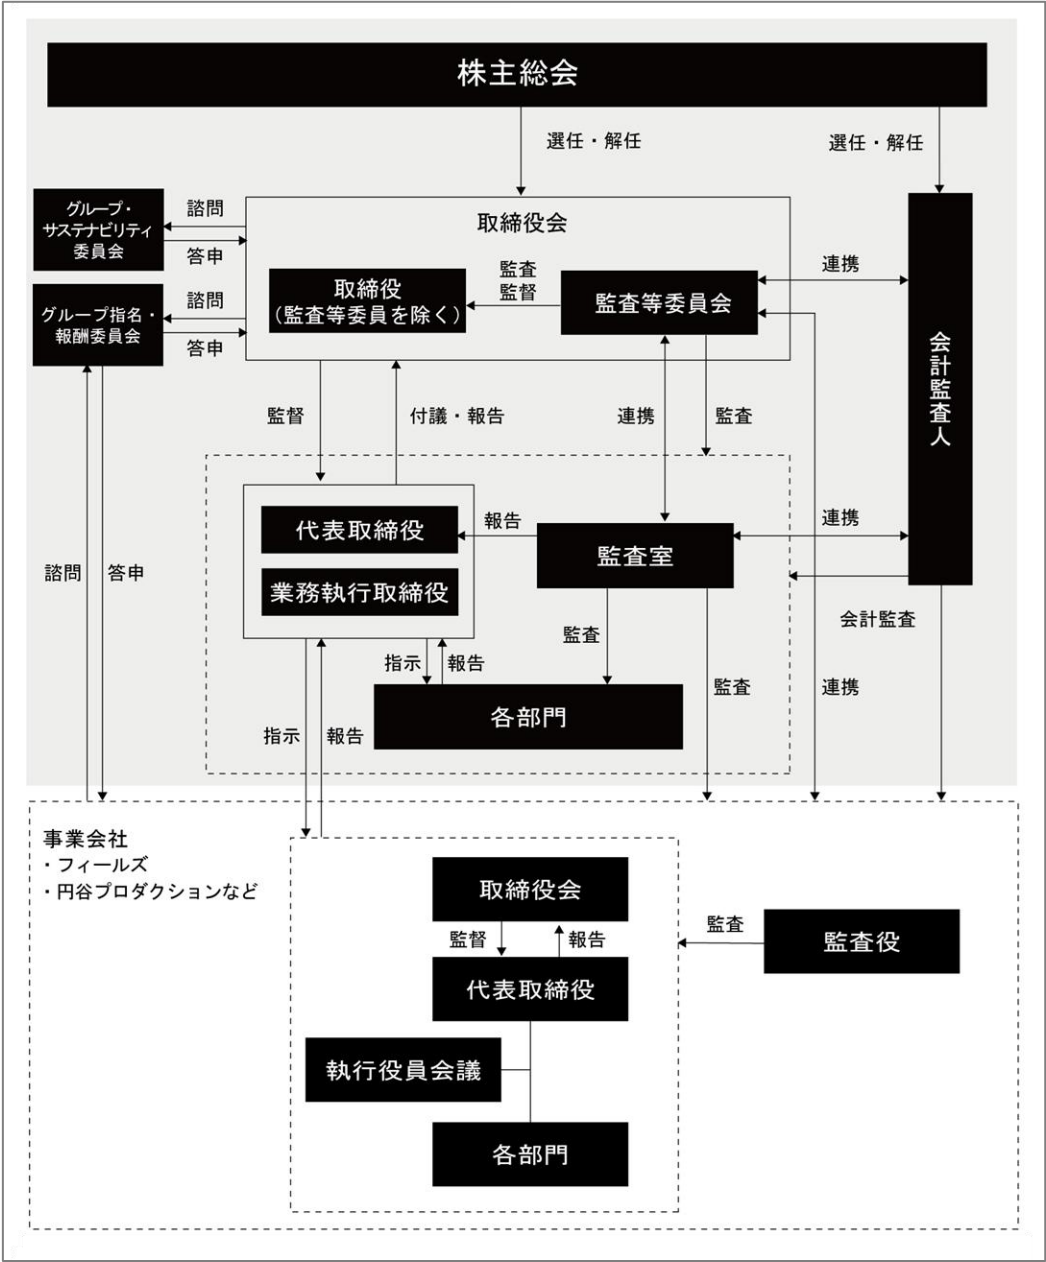 株主総会
選任・解任
選任・解任
グループ・
サステナビリティ
委員会
諮問
答申
取締役会
取締役
(監査等委員を除く)
監査
監督
監査等委員会
連携
会計監査人
グループ指名・
報酬委員会
諮問
答申
監督
付議・報告
連携
監査
代表取締役
業務執行取締役
報告
監査室
連携
諮問
答申
会計監査
監査
指示
報告
各部門
監査
連携
指示
報告
事業会社
・フィールズ
・円谷プロダクションなど
取締役会
監督
報告
代表取締役
監査
監査役
執行役員会議
各部門